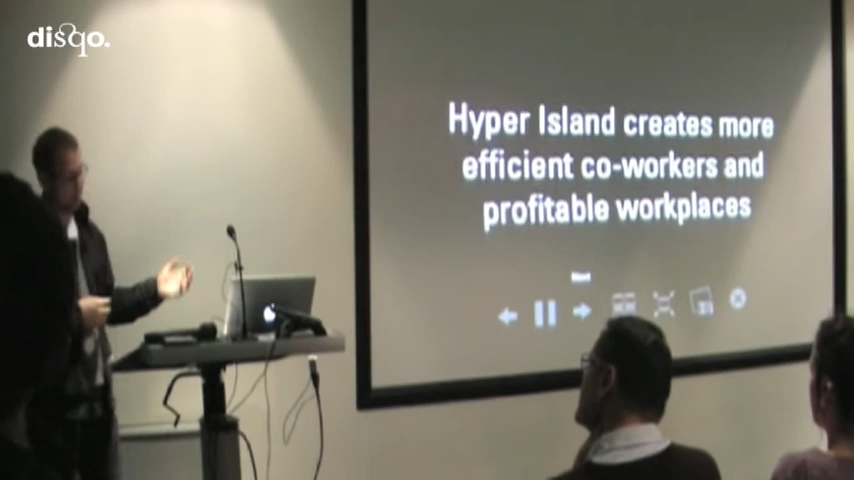 disqo.
Hyper Island creates more
efficient co-workers and
profitable workplaces